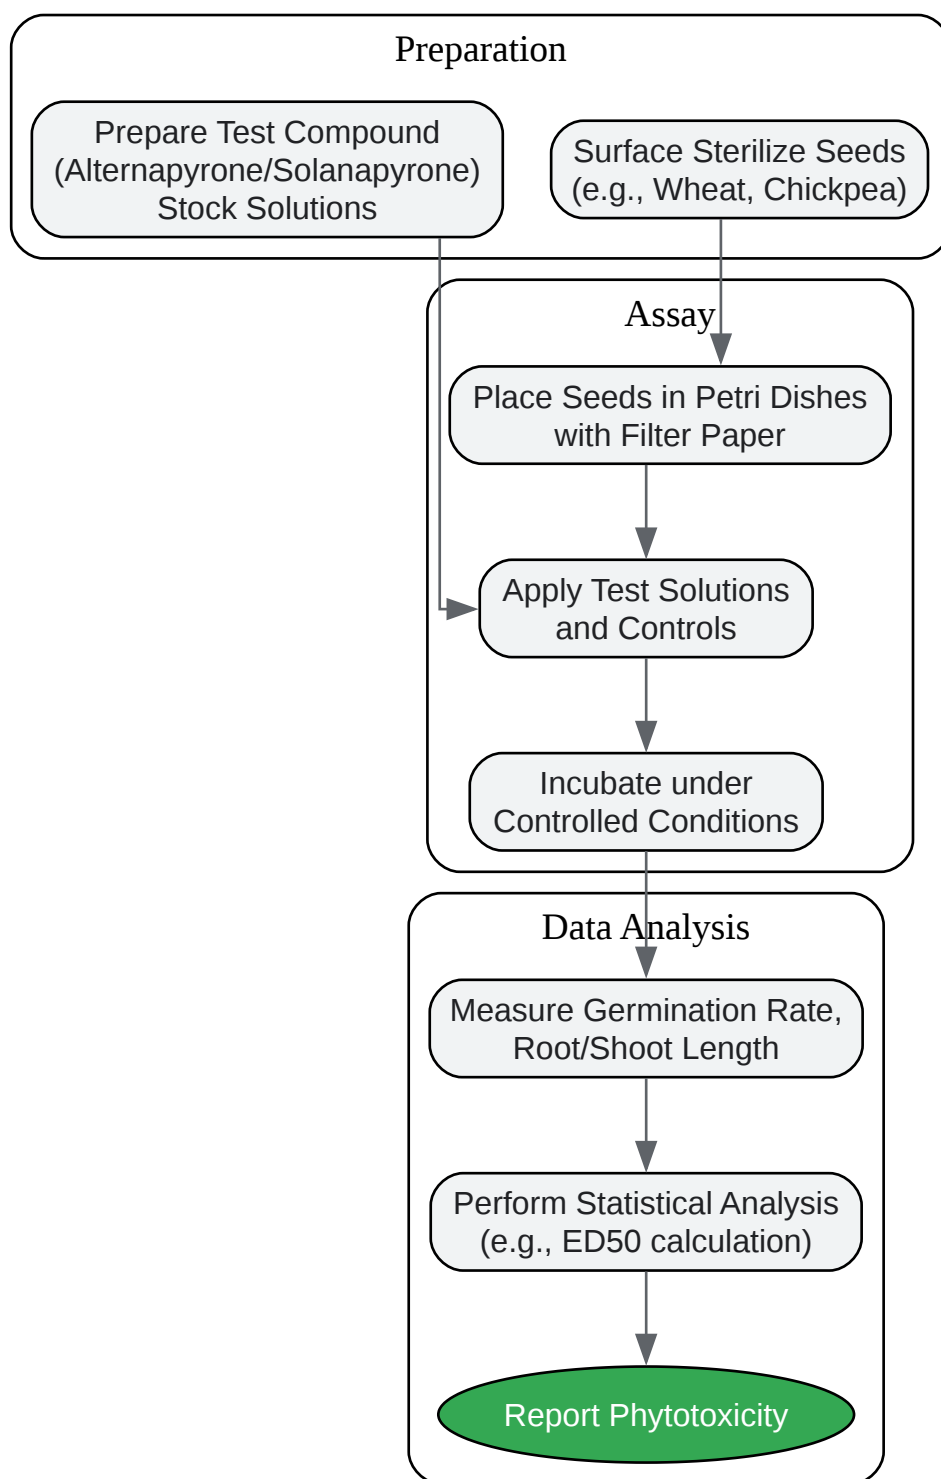 Preparation
Prepare Test Compound
(Alternapyrone/Solanapyrone)
Stock Solutions
Surface Sterilize Seeds
(e.g., Wheat, Chickpea)
Assay
Place Seeds in Petri Dishes
with Filter Paper
Apply Test Solutions
and Controls
Incubate under
Controlled Conditions
Data Analysis
Measure Germination Rate,
Root/Shoot Length
Perform Statistical Analysis
(e.g., ED50 calculation)
Report Phytotoxicity